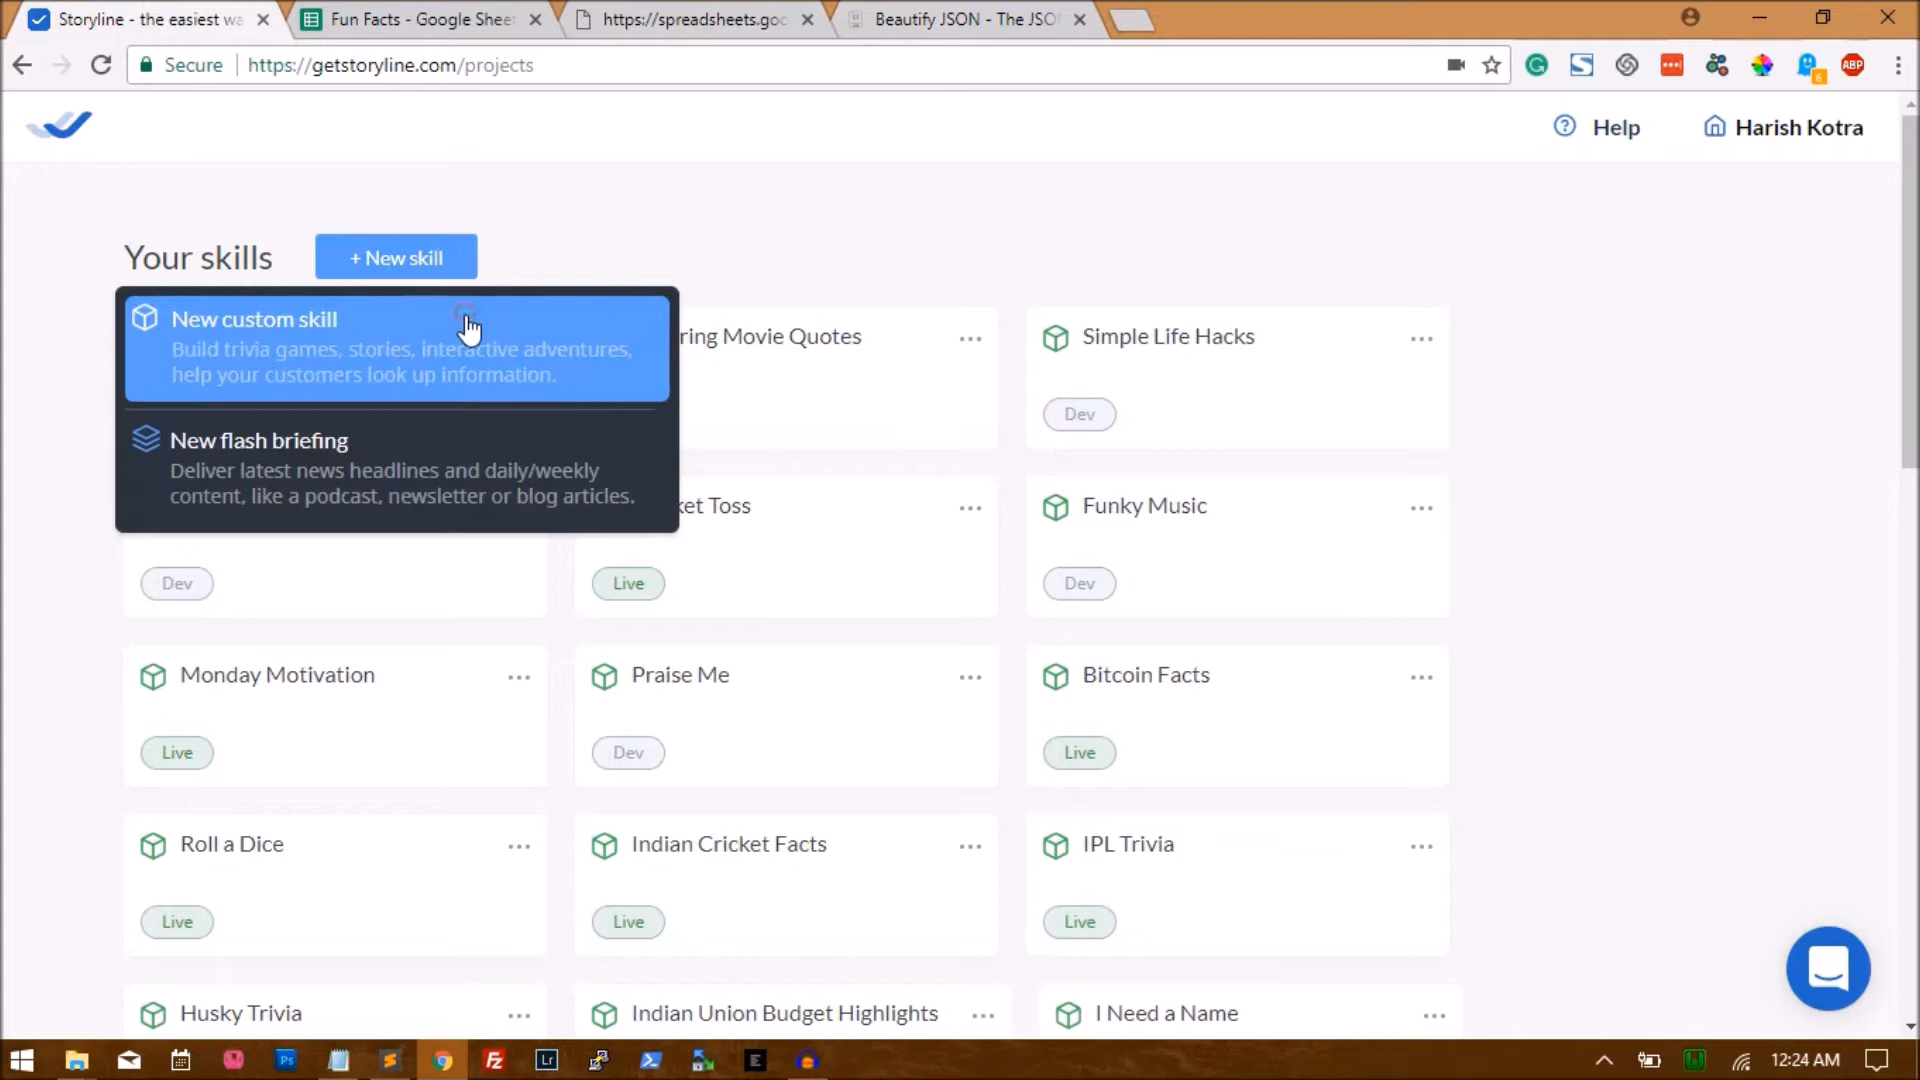 Storyline - the easiest wa
Fun Facts - Google Shee
https://spreadsheets.goo
Beautify JSON - The JSO
Secure
https://getstoryline.com/projects
6
ABP
Help
Harish Kotra
Your skills
+ New skill
New custom skill
Build trivia games, stories, interactive adventures,
help your customers look up information.
New flash briefing
Deliver latest news headlines and daily/weekly
content, like a podcast, newsletter or blog articles.
ring Movie Quotes
Simple Life Hacks
Dev
ket Toss
Funky Music
Dev
Live
Dev
Monday Motivation
Praise Me
Bitcoin Facts
Live
Dev
Live
Roll a Dice
Indian Cricket Facts
IPL Trivia
Live
Live
Live
Husky Trivia
Indian Union Budget Highlights
I Need a Name
Ps
Lr
E
12:24 AM